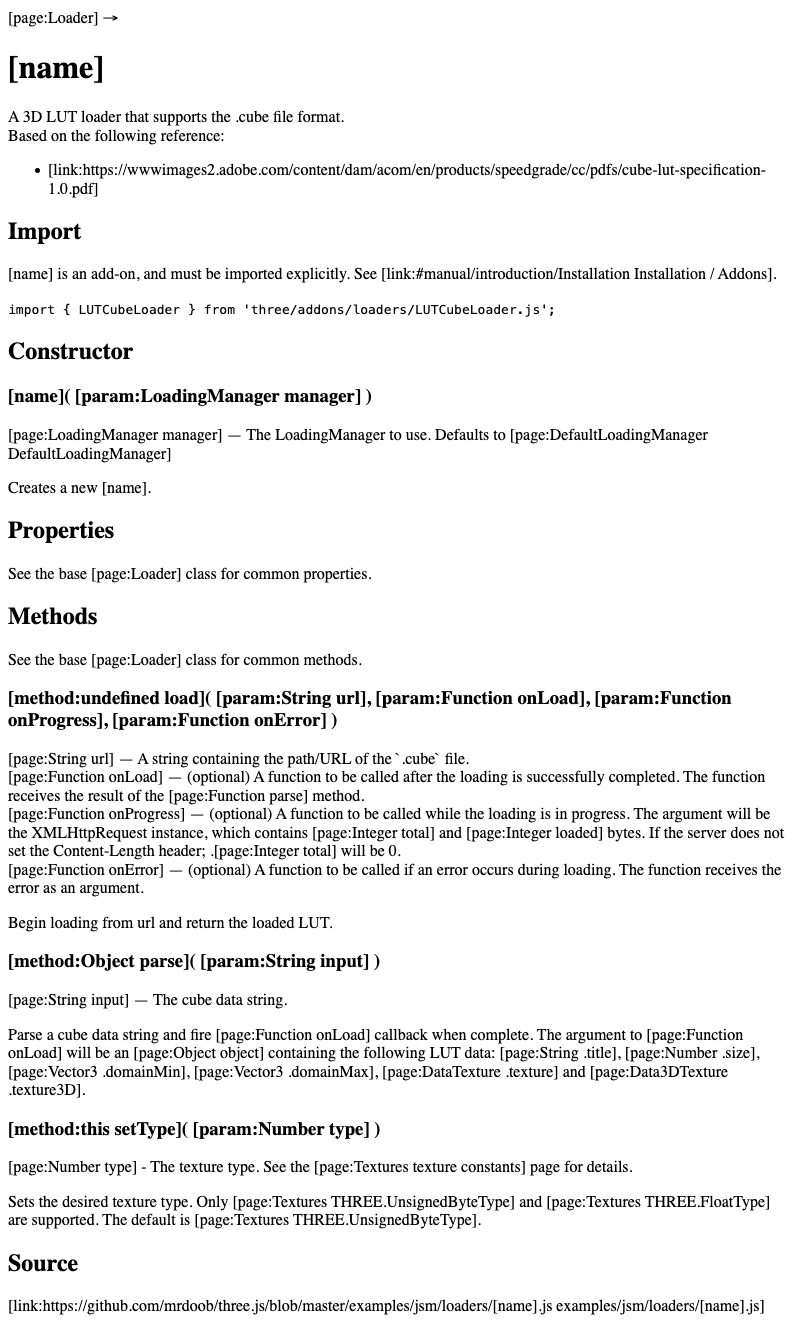 [page:Loader] →
[name]
A 3D LUT loader that supports the .cube file format.
Based on the following reference:
• [link:https://wwwimages2.adobe.com/content/dam/acom/en/products/speedgrade/cc/pdfs/cube-lut-specification-
1.0.pdf]
Import
[name] is an add-on, and must be imported explicitly. See [link:#manual/introduction/Installation Installation / Addons].
import { LUTCubeLoader } from 'three/addons/loaders/LUTCubeLoader.js';
Constructor
[name]( [param:LoadingManager manager] )
[page:LoadingManager manager] — The LoadingManager to use. Defaults to [page:DefaultLoadingManager
DefaultLoadingManager]
Creates a new [name].
Properties
See the base [page:Loader] class for common properties.
Methods
See the base [page:Loader] class for common methods.
[method:undefined load]( [param:String url], [param:Function onLoad], [param:Function
onProgress], [param:Function onError] )
[page:String url] — A string containing the path/URL of the `.cube` file.
[page:Function onLoad] — (optional) A function to be called after the loading is successfully completed. The function
receives the result of the [page:Function parse] method.
[page:Function onProgress] — (optional) A function to be called while the loading is in progress. The argument will be
the XMLHttpRequest instance, which contains [page:Integer total] and [page:Integer loaded] bytes. If the server does not
set the Content-Length header; .[page:Integer total] will be 0.
[page:Function onError] — (optional) A function to be called if an error occurs during loading. The function receives the
error as an argument.
Begin loading from url and return the loaded LUT.
[method:Object parse]( [param:String input] )
[page:String input] — The cube data string.
Parse a cube data string and fire [page:Function onLoad] callback when complete. The argument to [page:Function
onLoad] will be an [page:Object object] containing the following LUT data: [page:String .title], [page:Number .size],
[page:Vector3 .domainMin], [page:Vector3 .domainMax], [page:DataTexture .texture] and [page:Data3DTexture
.texture3D].
[method:this setType]( [param:Number type] )
[page:Number type] - The texture type. See the [page:Textures texture constants] page for details.
Sets the desired texture type. Only [page:Textures THREE.UnsignedByteType] and [page:Textures THREE.FloatType]
are supported. The default is [page:Textures THREE.UnsignedByteType].
Source
[link:https://github.com/mrdoob/three.js/blob/master/examples/jsm/loaders/[name].js examples/jsm/loaders/[name].js]